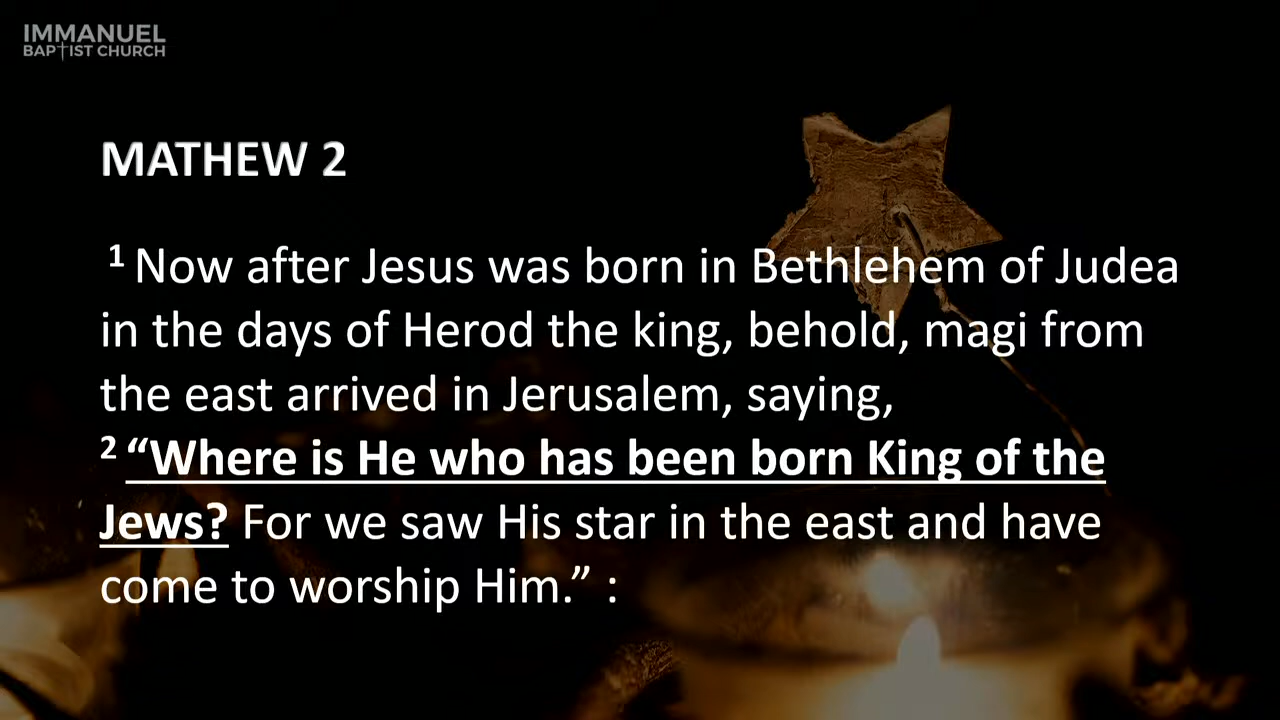 IMMANUEL
BAPTIST CHURCH
MATHEW 2
1 Now after Jesus was born in Bethlehem of Judea
in the days of Herod the king, behold, magi from
the east arrived in Jerusalem, saying,
2 “Where is He who has been born King of the
Jews? For we saw His star in the east and have
come to worship Him.” :